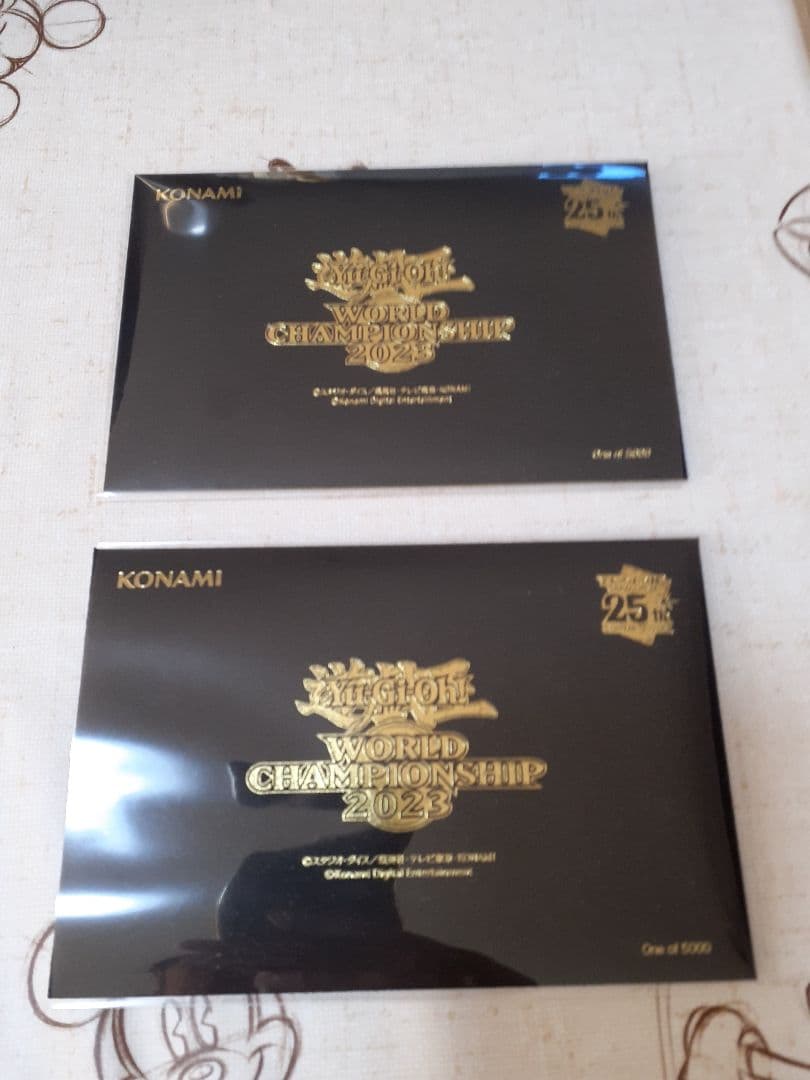 KONAMI
25th
Yu-Gi-Oh!
WORLD
CHAMPIONSHIP
2023
©Konami Digital Entertainment
One of 5000
KONAMI
25th
Yu-Gi-Oh!
WORLD
CHAMPIONSHIP
2023
©スタジオ・ダイス／集英社・テレビ東京・KONAMI
©Konami Digital Entertainment
One of 5000